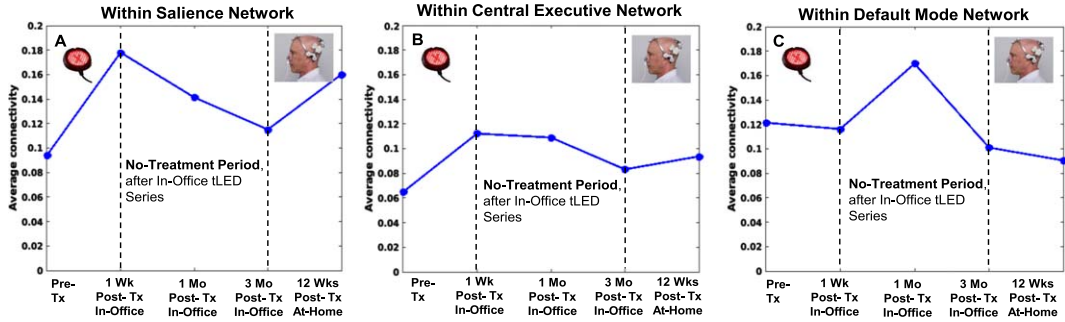 Within Salience Network
A
Average connectivity
0.2
0.18
0.16
0.14
0.12
0.1
0.08
0.06
0.04
0.02
0
No-Treatment Period,
after In-Office tLED
Series
Pre-
Tx
1 Wk
Post- Tx
In-Office
1 Mo
Post- Tx
In-Office
3 Mo
Post- Tx
In-Office
12 Wks
Post- Tx
At-Home
Within Central Executive Network
B
Average connectivity
0.2
0.18
0.16
0.14
0.12
0.1
0.08
0.06
0.04
0.02
0
No-Treatment Period,
after In-Office tLED
Series
Pre-
Tx
1 Wk
Post- Tx
In-Office
1 Mo
Post- Tx
In-Office
3 Mo
Post- Tx
In-Office
12 Wks
Post- Tx
At-Home
Within Default Mode Network
C
Average connectivity
0.2
0.18
0.16
0.14
0.12
0.1
0.08
0.06
0.04
0.02
0
No-Treatment Period,
after In-Office tLED
Series
Pre-
Tx
1 Wk
Post- Tx
In-Office
1 Mo
Post- Tx
In-Office
3 Mo
Post- Tx
In-Office
12 Wks
Post- Tx
At-Home